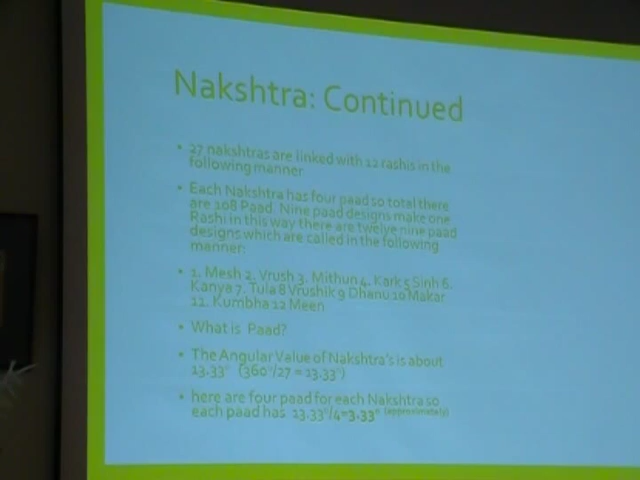 Nakshtra: Continued
• 27 nakshtras are linked with 12 rashis in the
following manner
• Each Nakshtra has four paad so total there
are 108 Paad. Nine paad designs make one
Rashi in this way there are twelve nine paad
designs which are called in the following
manner:
• 1. Mesh 2. Vrush 3. Mithun 4. Kark 5 Sinh 6.
Kanya 7. Tula 8 Vrushik 9 Dhanu 10 Makar
11. Kumbha 12 Meen
• What is Paad?
• The Angular Value of Nakshtra's is about
13.33° (360°/27 = 13.33°)
• here are four paad for each Nakshtra so
each paad has 13.33°/4=3.33° (approximately)